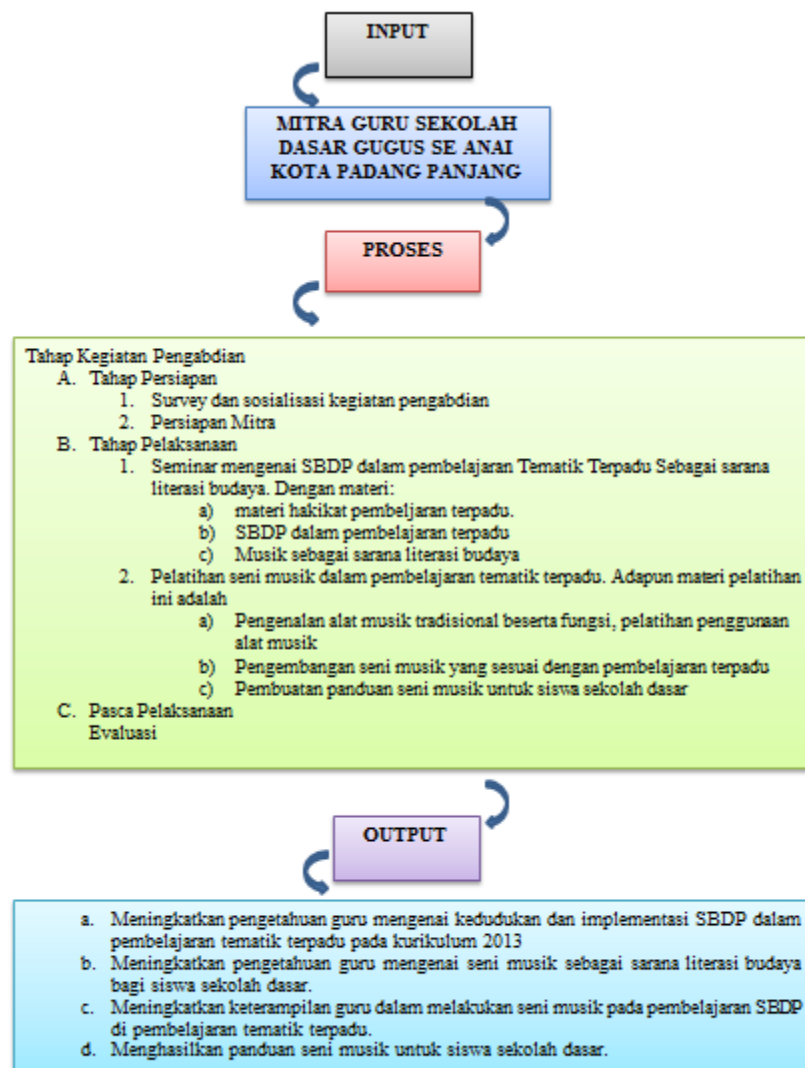 INPUT
MITRA GURU SEKOLAH
DASAR GUGUS SE ANAI
KOTA PADANG PANJANG
PROSES
Tahap Kegiatan Pengabdian
A. Tahap Persiapan
1. Survey dan sosialisasi kegiatan pengabdian
2. Persiapan Mitra
B. Tahap Pelaksanaan
1. Seminar mengenai SBDP dalam pembelajaran Tematik Terpadu Sebagai sarana
literasi budaya. Dengan materi:
a) materi hakikat pembeljaran terpadu.
b) SBDP dalam pembelajaran terpadu
c) Musik sebagai sarana literasi budaya
2. Pelatihan seni musik dalam pembelajaran tematik terpadu. Adapun materi pelatihan
ini adalah
a) Pengenalan alat musik tradisional beserta fungsi, pelatihan penggunaan
alat musik
b) Pengembangan seni musik yang sesuai dengan pembelajaran terpadu
c) Pembuatan panduan seni musik untuk siswa sekolah dasar
C. Pasca Pelaksanaan
Evaluasi
OUTPUT
a. Meningkatkan pengetahuan guru mengenai kedudukan dan implementasi SBDP dalam
pembelajaran tematik terpadu pada kurikulum 2013
b. Meningkatkan pengetahuan guru mengenai seni musik sebagai sarana literasi budaya
bagi siswa sekolah dasar.
c. Meningkatkan keterampilan guru dalam melakukan seni musik pada pembelajaran SBDP
di pembelajaran tematik terpadu.
d. Menghasilkan panduan seni musik untuk siswa sekolah dasar.